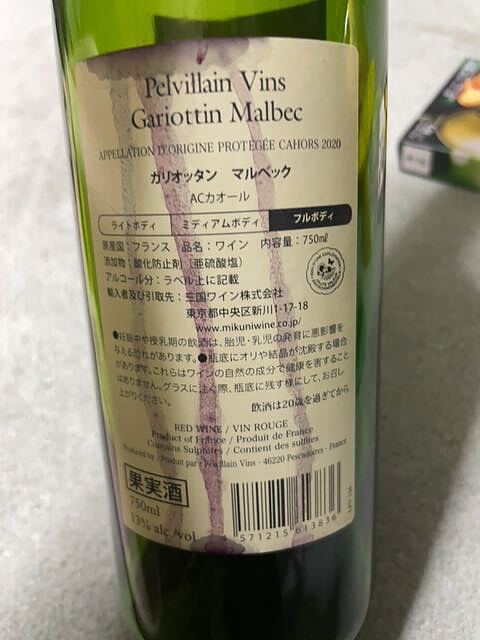 Pelvillain Vins
Gariottin Malbec
APPELLATION D'ORIGINE PROTEGÉE CAHORS 2020
ガリオッタン マルベック
ACカオール
ライトボディ ミディアムボディ フルボディ
原産国：フランス 品名：ワイン 内容量：750㎖
添加物：酸化防止剤（亜硫酸塩）
アルコール分：ラベル上に記載
輸入者及び引取先：三国ワイン株式会社
東京都中央区新川1-17-18
www.mikuniwine.co.jp/
●妊娠中や授乳期の飲酒は、胎児・乳児の発育に悪影響を
与える恐れがあります。●瓶底にオリや結晶が沈殿する場合
がありますが、これらはワインの自然の成分で健康を害することは
ありません。グラスに注ぐ際、瓶底に残す様にして、お召し
上がりください。
飲酒は20歳を過ぎてから
RED WINE / VIN ROUGE
Product of France / Produit de France
Contains Sulphites / Contient des sulfites
Produced by / Produit par : Pelvillain Vins - 46220 Pescadoires - France
果実酒
750ml
13% alc./vol.
571215 613836